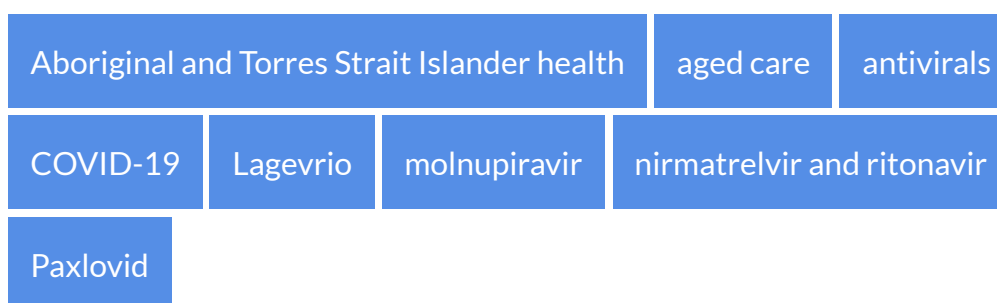 Aboriginal and Torres Strait Islander health aged care antivirals
COVID-19 Lagevrio molnupiravir nirmatrelvir and ritonavir
Paxlovid